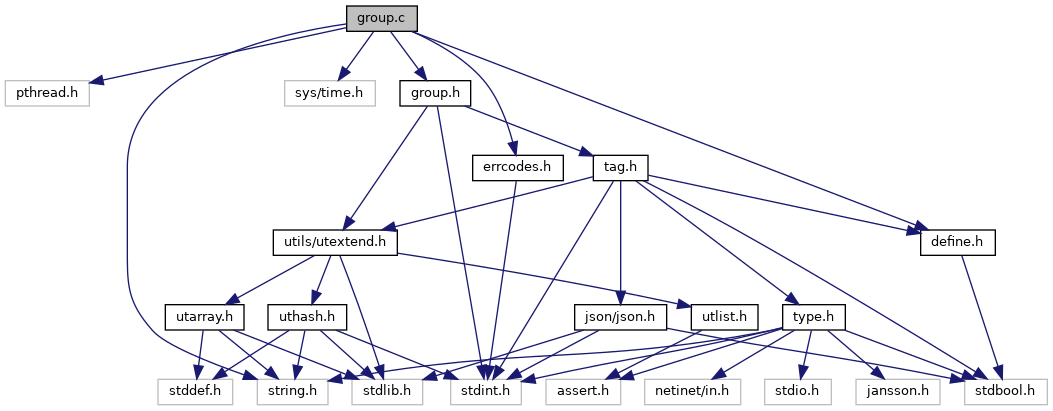 group.c
pthread.h
sys/time.h
group.h
errcodes.h
tag.h
utils/utextend.h
define.h
utarray.h
uthash.h
json/json.h
utlist.h
type.h
stddef.h
string.h
stdlib.h
stdint.h
assert.h
netinet/in.h
stdio.h
jansson.h
stdbool.h